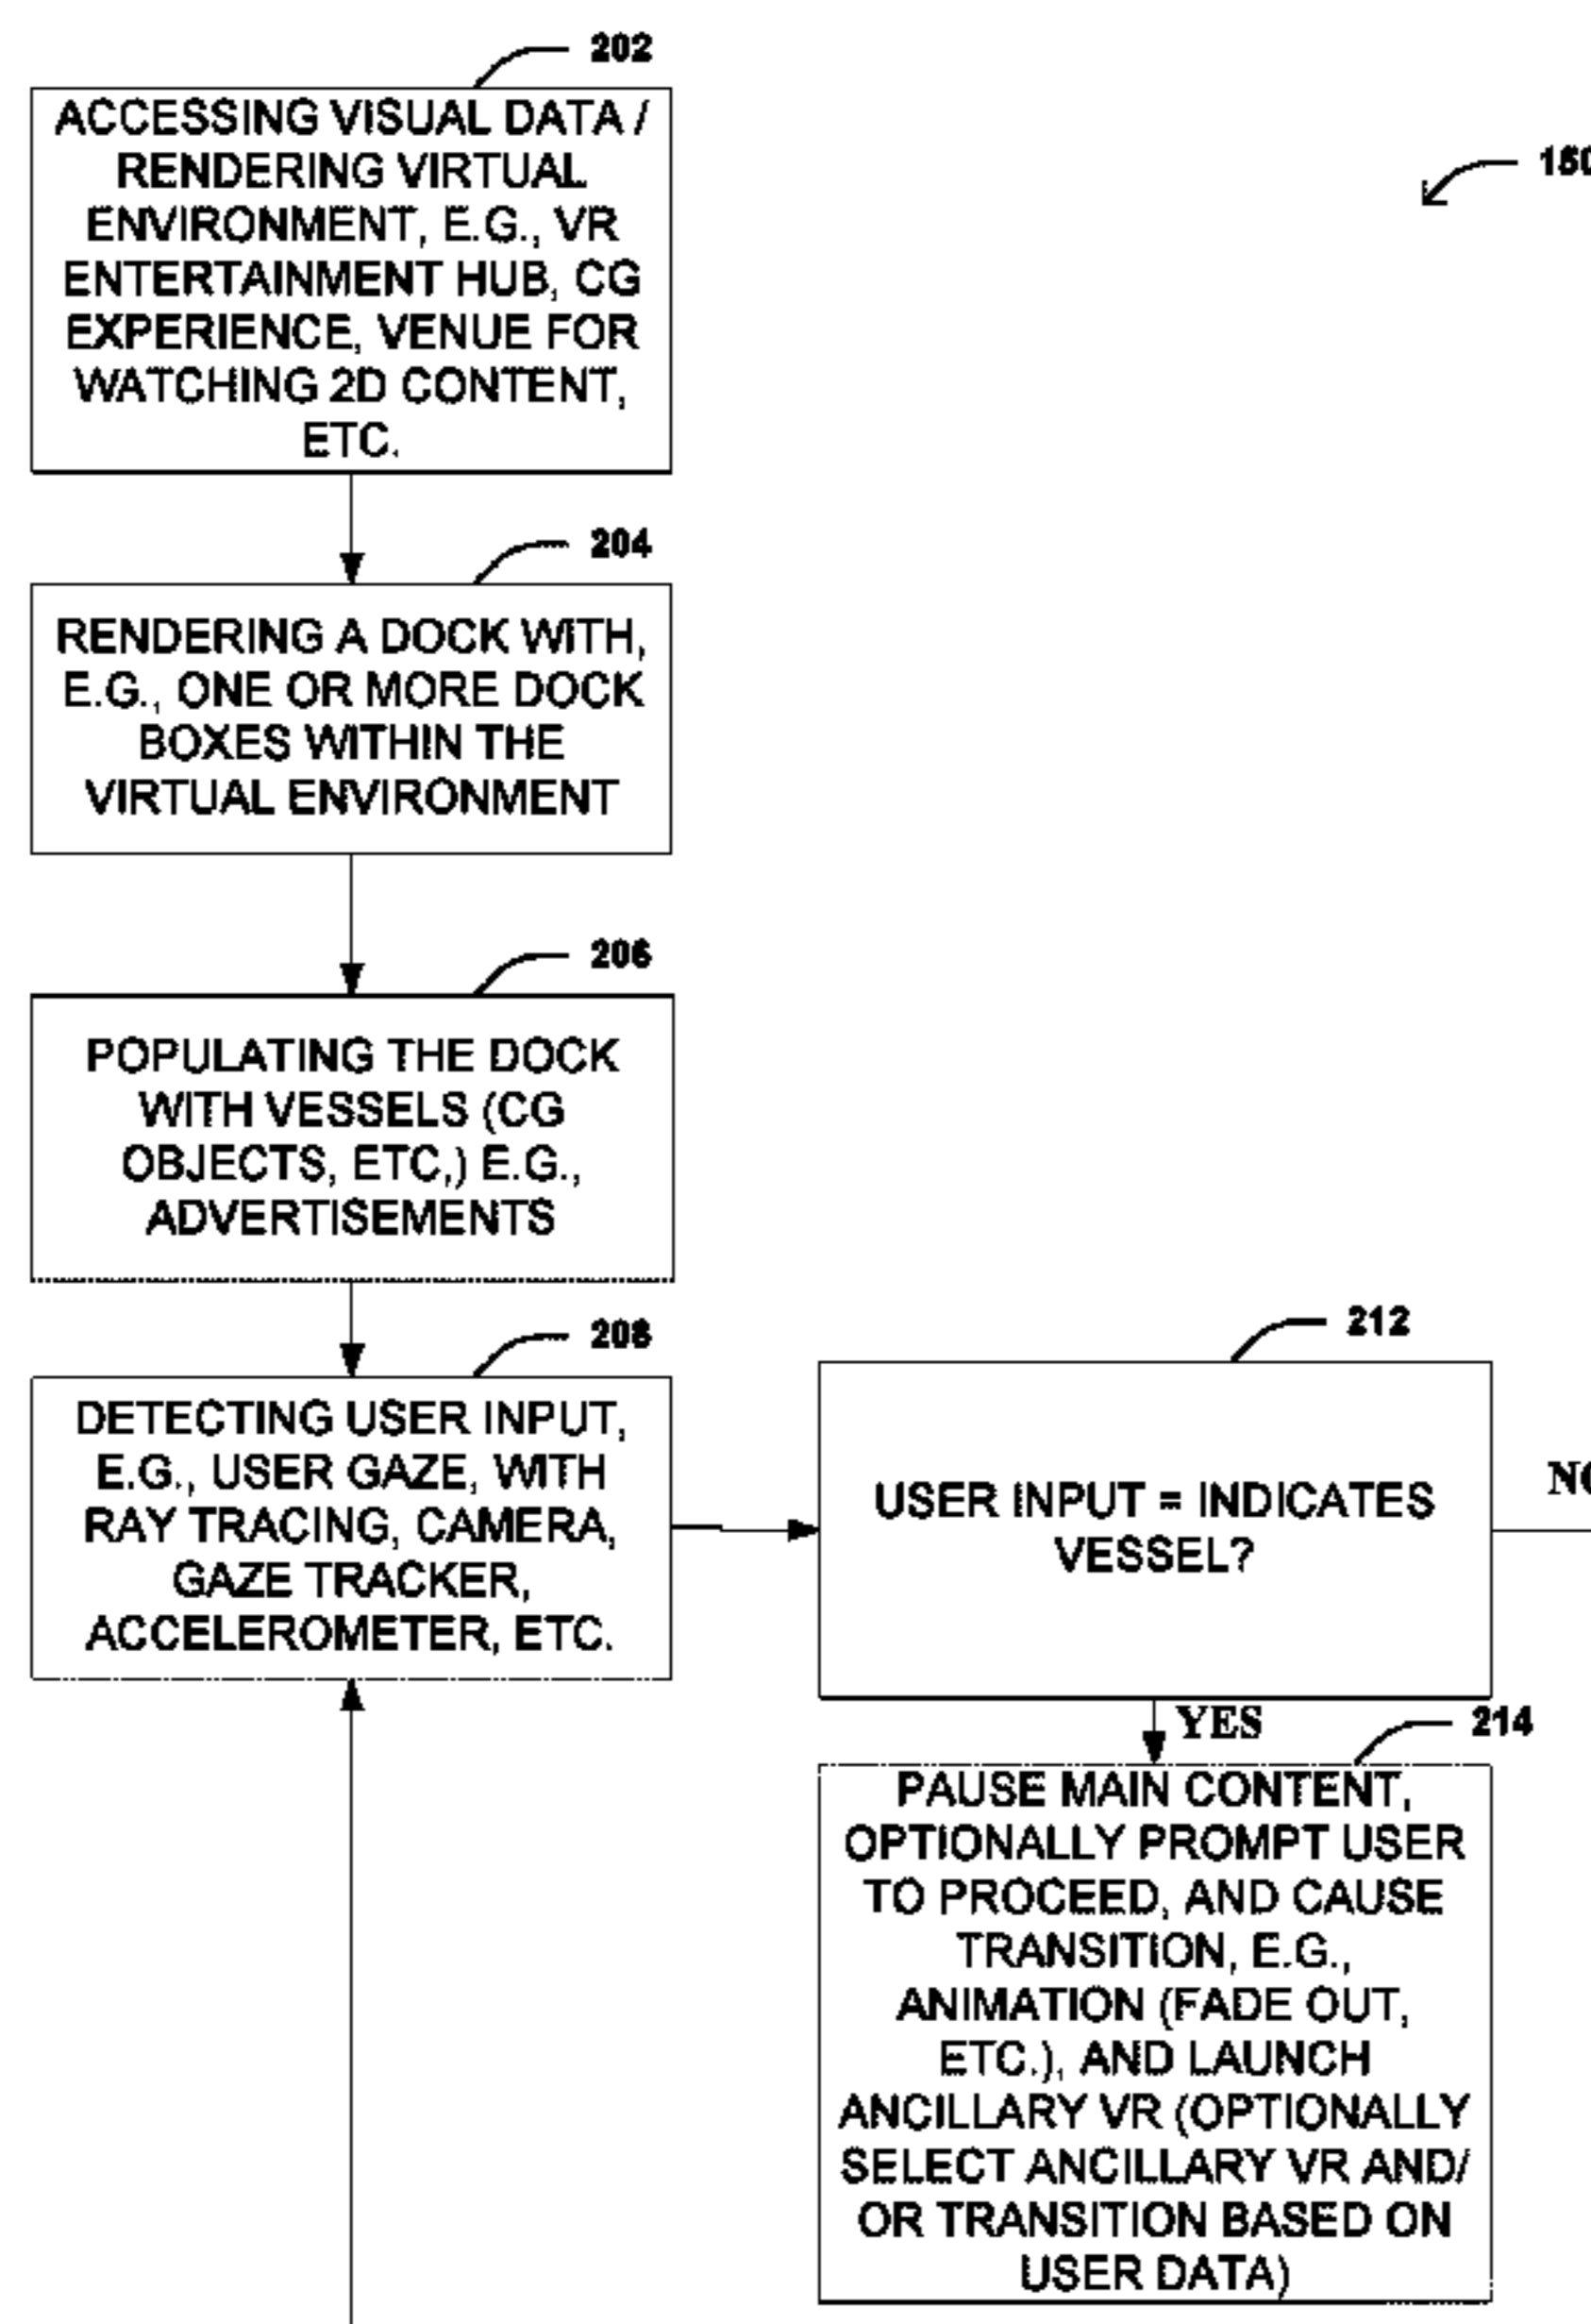 202
ACCESSING VISUAL DATA /
RENDERING VIRTUAL
ENVIRONMENT, E.G., VR
ENTERTAINMENT HUB, CG
EXPERIENCE, VENUE FOR
WATCHING 2D CONTENT,
ETC.
150
204
RENDERING A DOCK WITH,
E.G., ONE OR MORE DOCK
BOXES WITHIN THE
VIRTUAL ENVIRONMENT
206
POPULATING THE DOCK
WITH VESSELS (CG
OBJECTS, ETC,) E.G.,
ADVERTISEMENTS
208
DETECTING USER INPUT,
E.G., USER GAZE, WITH
RAY TRACING, CAMERA,
GAZE TRACKER,
ACCELEROMETER, ETC.
212
USER INPUT = INDICATES
VESSEL?
NO
YES
214
PAUSE MAIN CONTENT,
OPTIONALLY PROMPT USER
TO PROCEED, AND CAUSE
TRANSITION, E.G.,
ANIMATION (FADE OUT,
ETC.), AND LAUNCH
ANCILLARY VR (OPTIONALLY
SELECT ANCILLARY VR AND/
OR TRANSITION BASED ON
USER DATA)